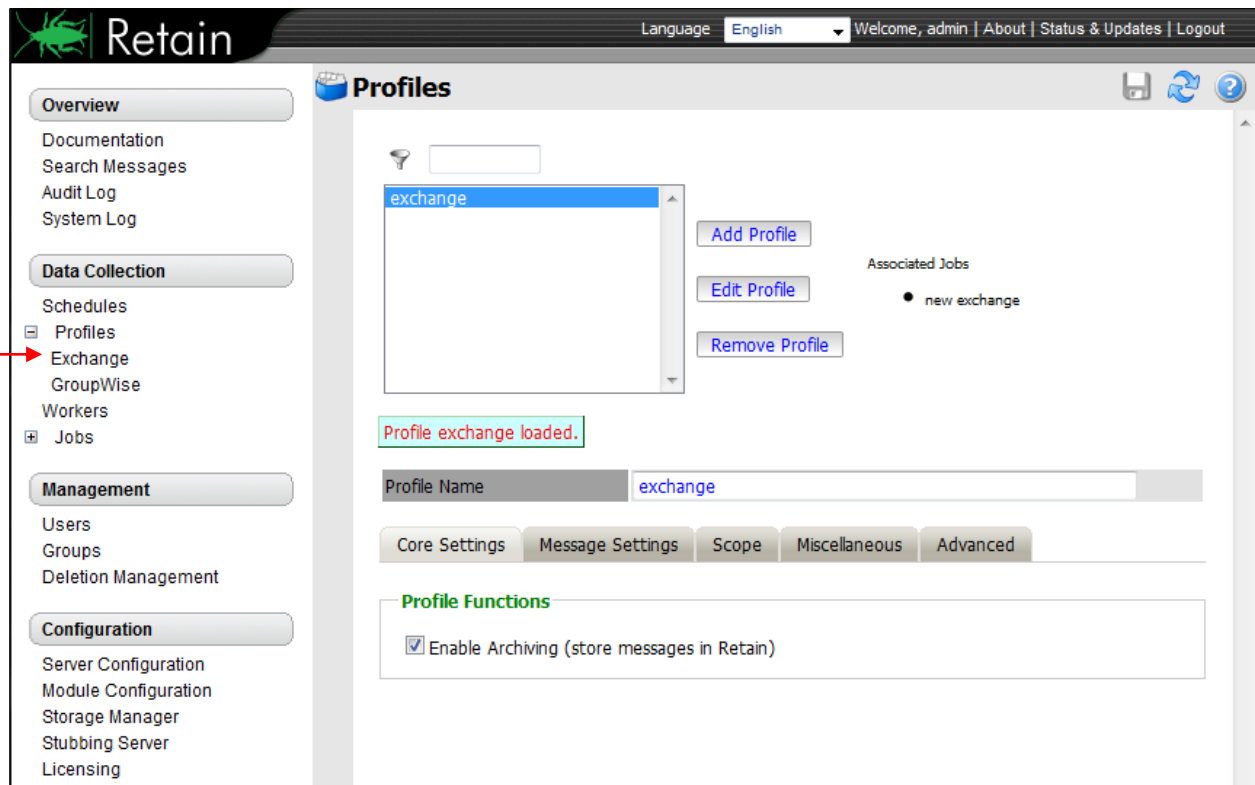 Retain
Language English Welcome, admin | About | Status & Updates | Logout
Overview
Documentation
Search Messages
Audit Log
System Log
Data Collection
Schedules
Profiles
Exchange
GroupWise
Workers
Jobs
Management
Users
Groups
Deletion Management
Configuration
Server Configuration
Module Configuration
Storage Manager
Stubbing Server
Licensing
Profiles
exchange
Add Profile
Edit Profile
Remove Profile
Associated Jobs
new exchange
Profile exchange loaded.
Profile Name exchange
Core Settings Message Settings Scope Miscellaneous Advanced
Profile Functions
Enable Archiving (store messages in Retain)